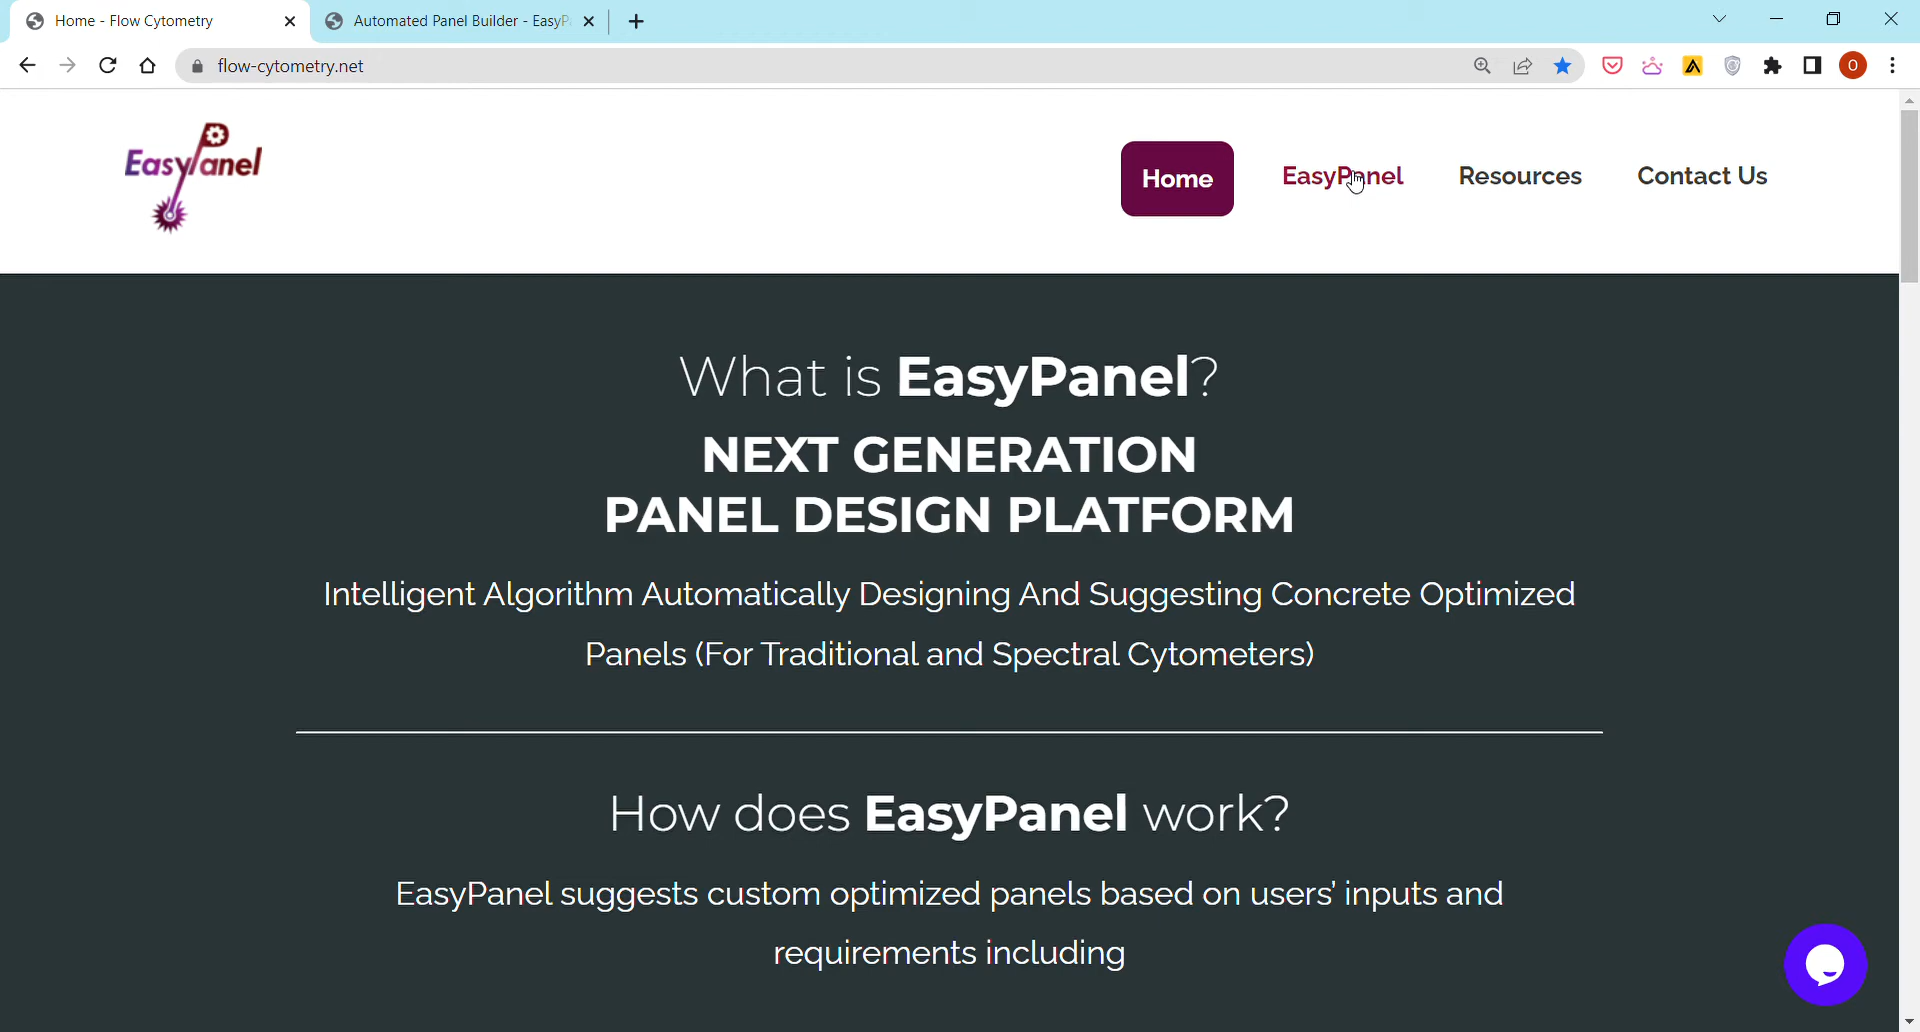 Home - Flow Cytometry
Automated Panel Builder - EasyP
flow-cytometry.net
O
EasyPanel
Home
EasyPanel
Resources
Contact Us
What is EasyPanel?
NEXT GENERATION
PANEL DESIGN PLATFORM
Intelligent Algorithm Automatically Designing And Suggesting Concrete Optimized
Panels (For Traditional and Spectral Cytometers)
How does EasyPanel work?
EasyPanel suggests custom optimized panels based on users’ inputs and
requirements including